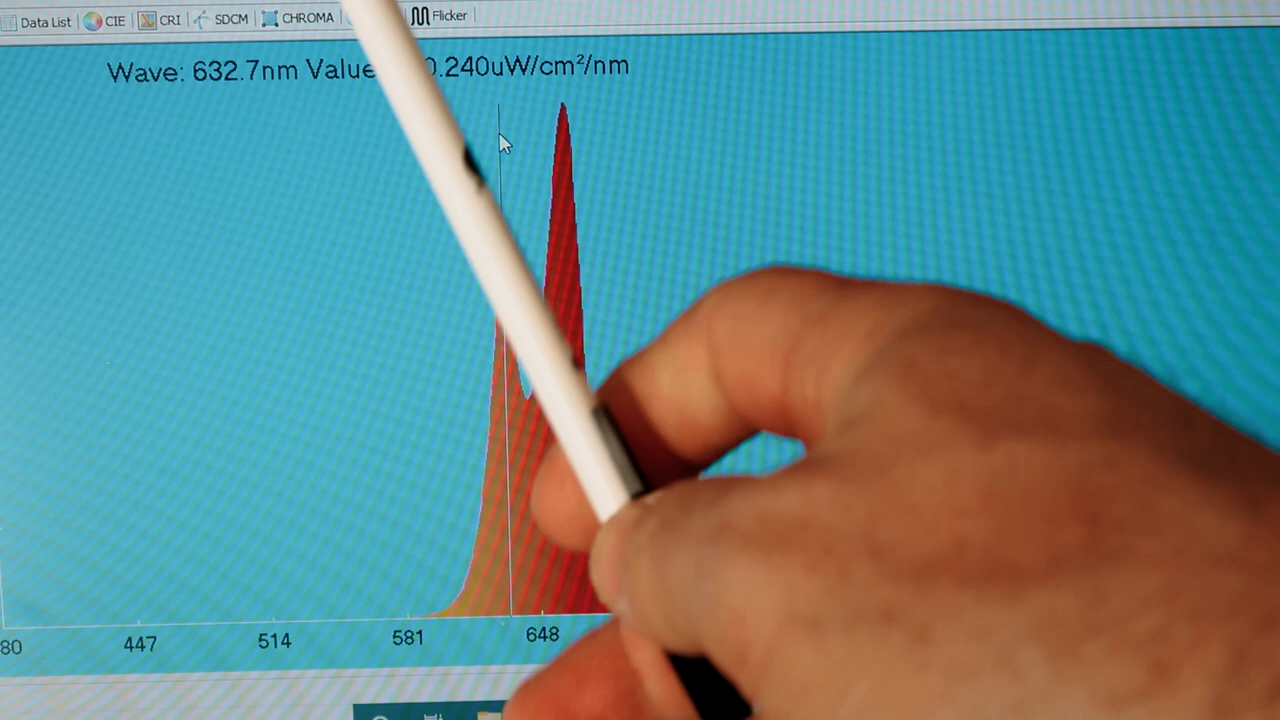 Data List CIE CRI SDCM CHROMA Flicker
Wave: 632.7nm Value 0.240uW/cm²/nm
80 447 514 581 648